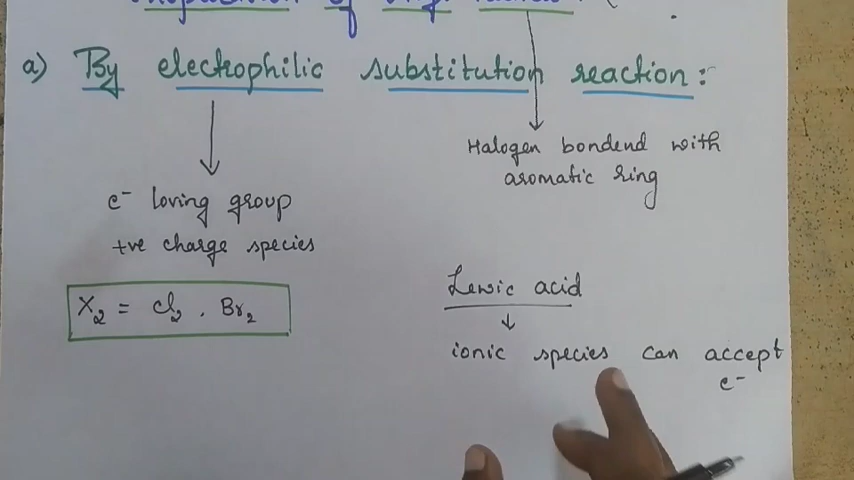 a) By electrophilic substitution reaction:
Halogen bondend with
aromatic ring
e⁻ loving group
+ve charge species
X₂ = Cl₂ , Br₂
Lewic acid
ionic species can accept
e⁻